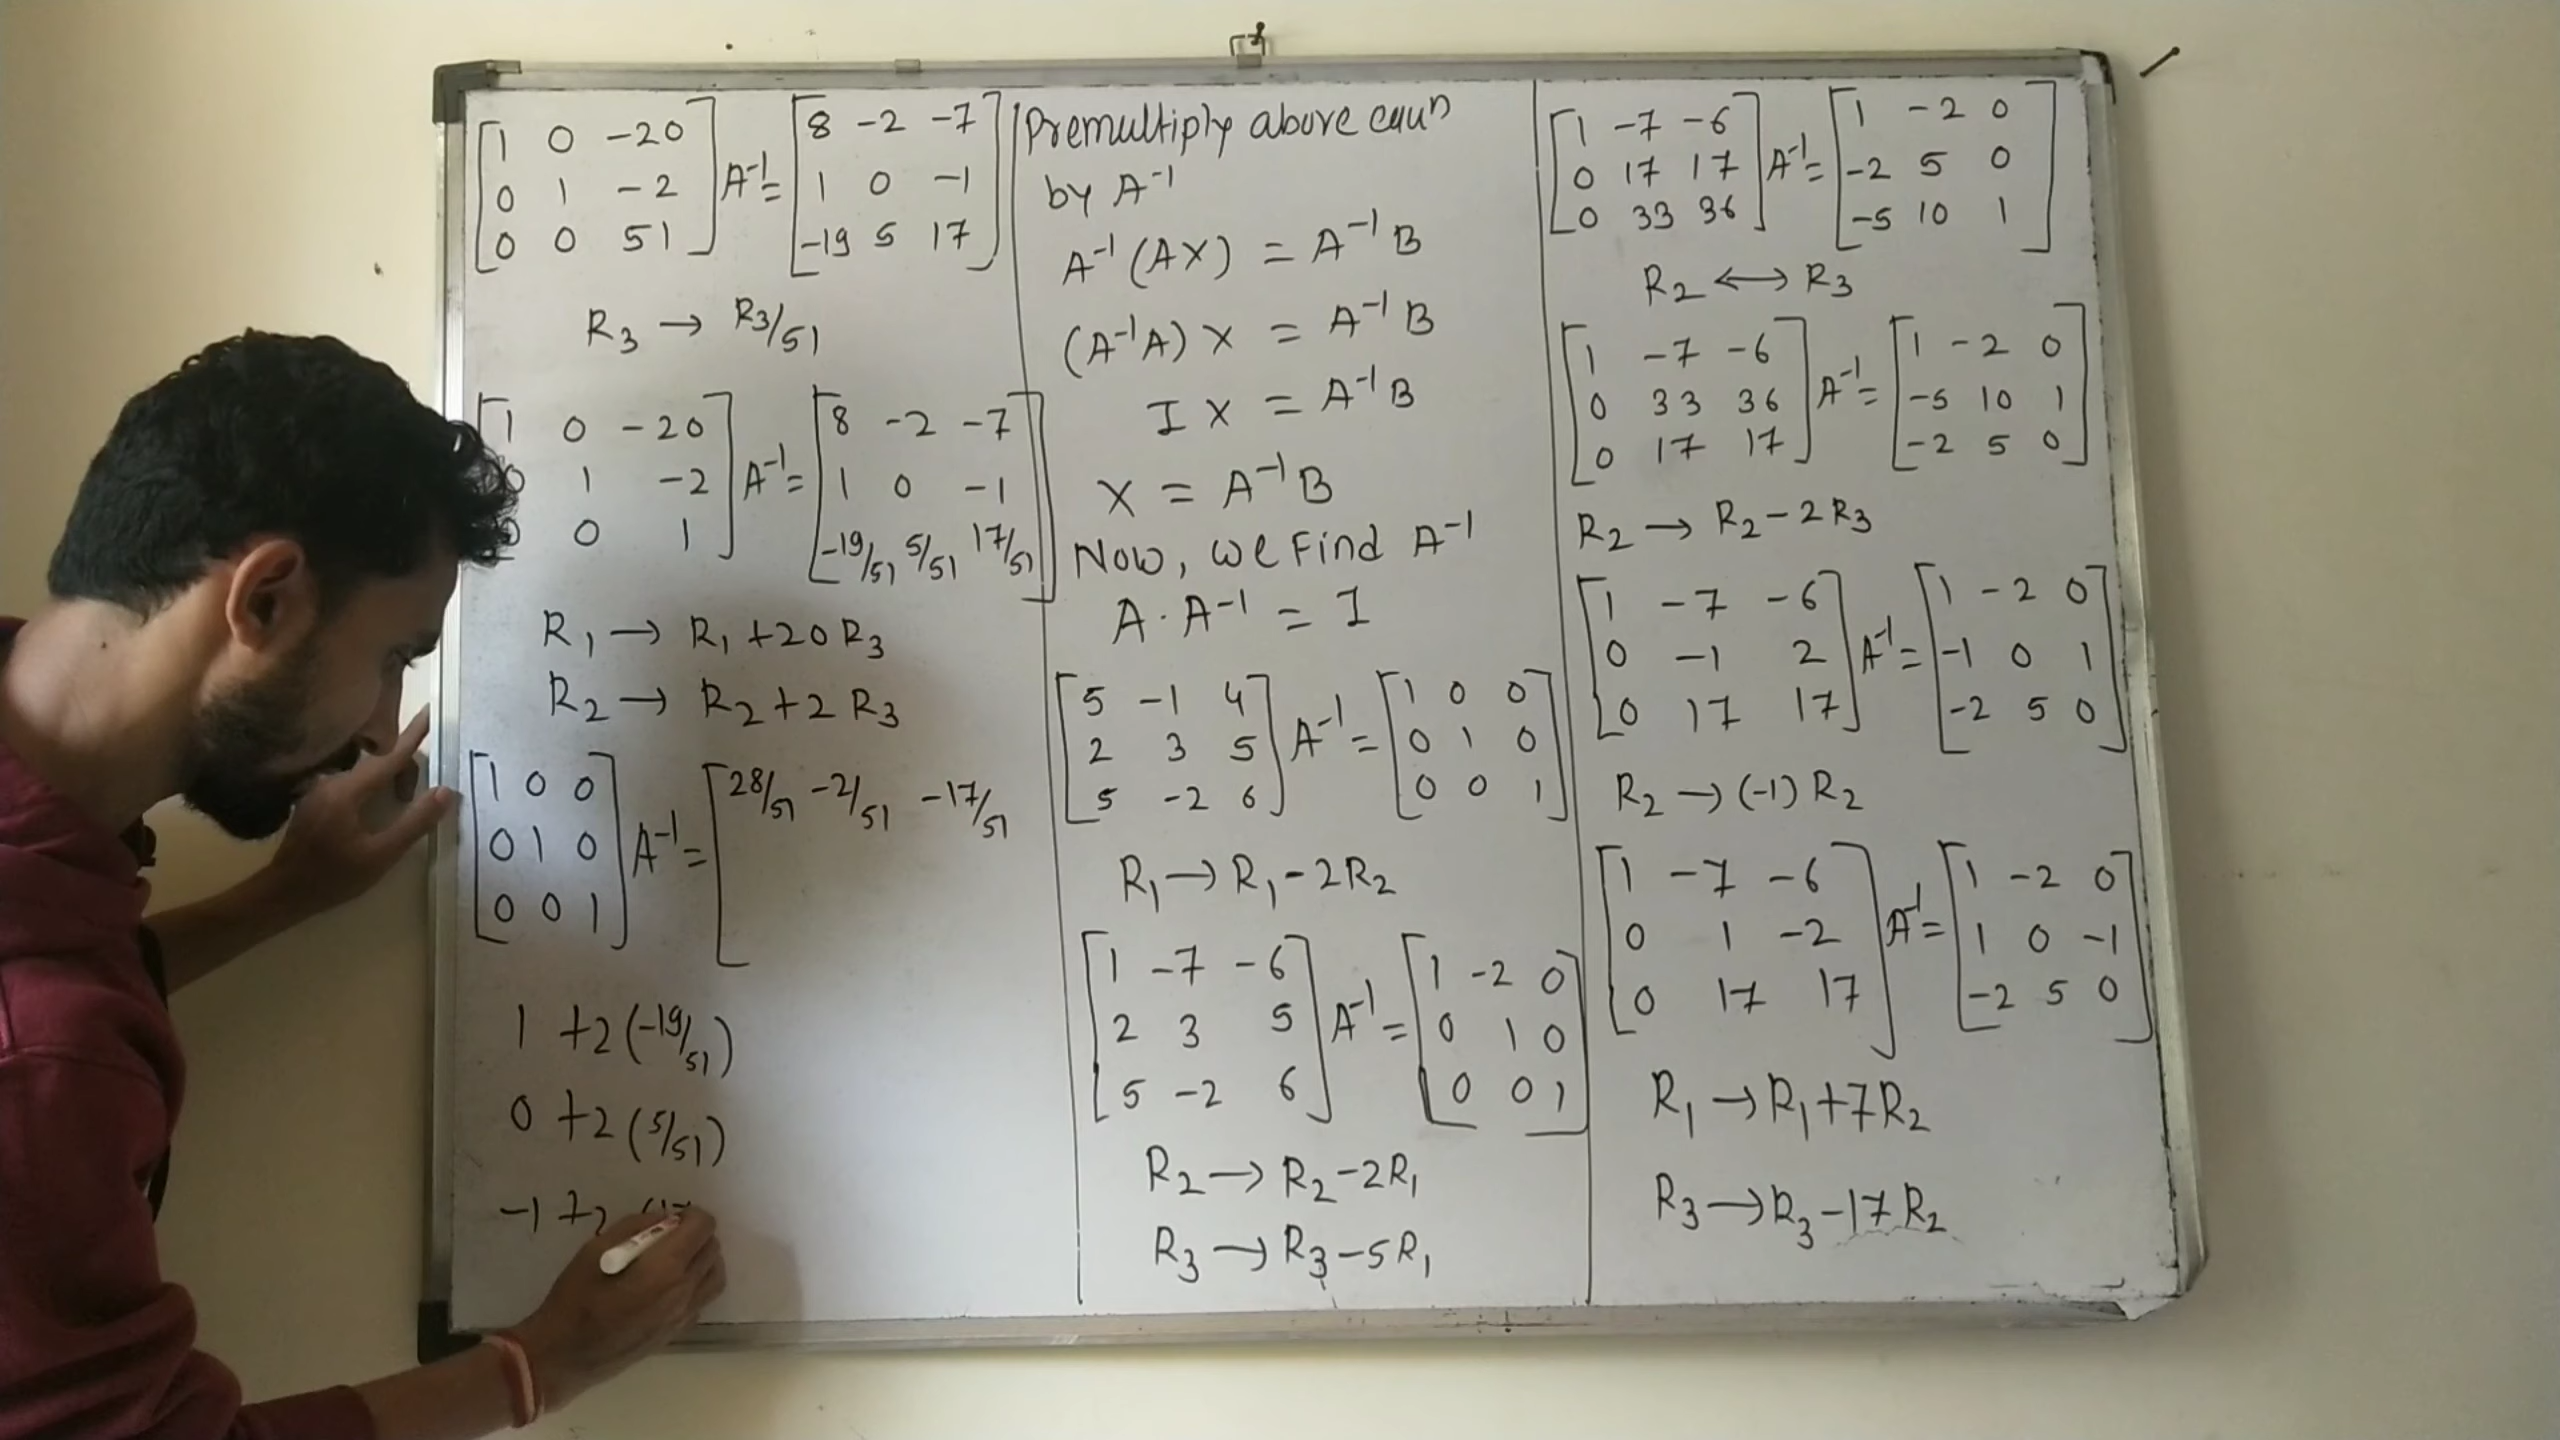 [1 0 -20
0 1 -2
0 0 51] A⁻¹ = [8 -2 -7
1 0 -1
-19 5 17]
R₃ → R₃/51
[1 0 -20
0 1 -2
0 0 1] A⁻¹ = [8 -2 -7
1 0 -1
-19/51 5/51 17/51]
R₁ → R₁ + 20 R₃
R₂ → R₂ + 2 R₃
[1 0 0
0 1 0
0 0 1] A⁻¹ = [28/51 -2/51 -17/51
1 + 2 (-19/51)
0 + 2 (5/51)
-1 + 2 (17
Premultiply above equⁿ
by A⁻¹
A⁻¹ (AX) = A⁻¹ B
(A⁻¹A) X = A⁻¹ B
I X = A⁻¹ B
X = A⁻¹ B
Now, we Find A⁻¹
A · A⁻¹ = I
[5 -1 4
2 3 5
5 -2 6] A⁻¹ = [1 0 0
0 1 0
0 0 1]
R₁ → R₁ - 2R₂
[1 -7 -6
2 3 5
5 -2 6] A⁻¹ = [1 -2 0
0 1 0
0 0 1]
R₂ → R₂ - 2R₁
R₃ → R₃ - 5R₁
[1 -7 -6
0 17 17
0 33 36] A⁻¹ = [1 -2 0
-2 5 0
-5 10 1]
R₂ ↔ R₃
[1 -7 -6
0 33 36
0 17 17] A⁻¹ = [1 -2 0
-5 10 1
-2 5 0]
R₂ → R₂ - 2 R₃
[1 -7 -6
0 -1 2
0 17 17] A⁻¹ = [1 -2 0
-1 0 1
-2 5 0]
R₂ → (-1) R₂
[1 -7 -6
0 1 -2
0 17 17] A⁻¹ = [1 -2 0
1 0 -1
-2 5 0]
R₁ → R₁ + 7R₂
R₃ → R₃ - 17 R₂